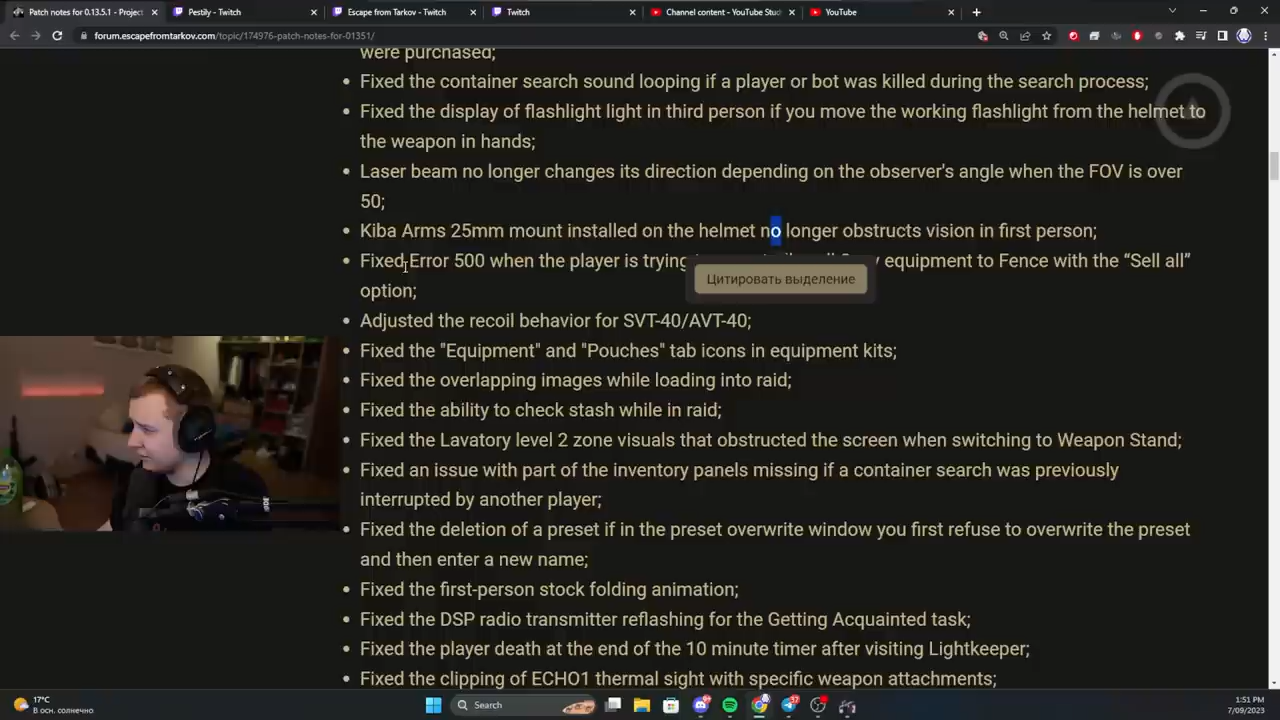 Patch notes for 0.13.5.1 - Project
Pestily - Twitch
Escape from Tarkov - Twitch
Twitch
Channel content - YouTube Stud
YouTube
forum.escapefromtarkov.com/topic/174976-patch-notes-for-01351/
were purchased;
Fixed the container search sound looping if a player or bot was killed during the search process;
Fixed the display of flashlight light in third person if you move the working flashlight from the helmet to
the weapon in hands;
Laser beam no longer changes its direction depending on the observer's angle when the FOV is over
50;
Kiba Arms 25mm mount installed on the helmet no longer obstructs vision in first person;
Fixed Error 500 when the player is trying equipment to Fence with the “Sell all”
Цитировать выделение
option;
Adjusted the recoil behavior for SVT-40/AVT-40;
Fixed the "Equipment" and "Pouches" tab icons in equipment kits;
Fixed the overlapping images while loading into raid;
Fixed the ability to check stash while in raid;
Fixed the Lavatory level 2 zone visuals that obstructed the screen when switching to Weapon Stand;
Fixed an issue with part of the inventory panels missing if a container search was previously
interrupted by another player;
Fixed the deletion of a preset if in the preset overwrite window you first refuse to overwrite the preset
and then enter a new name;
Fixed the first-person stock folding animation;
Fixed the DSP radio transmitter reflashing for the Getting Acquainted task;
Fixed the player death at the end of the 10 minute timer after visiting Lightkeeper;
Fixed the clipping of ECHO1 thermal sight with specific weapon attachments;
17°C
В осн. солнечно
Search
1:51 PM
7/09/2023